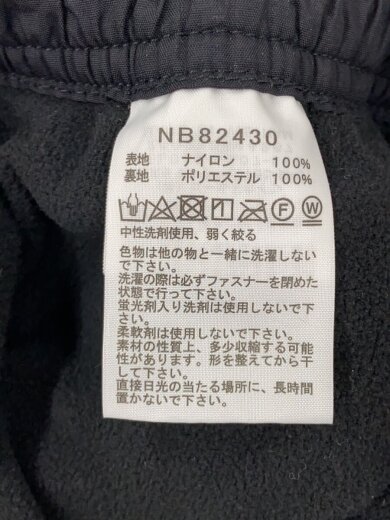 NB82430
表地 ナイロン 100%
裏地 ポリエステル 100%
中性洗剤使用、弱く絞る
色物は他の物と一緒に洗濯しない
で下さい。
洗濯の際は必ずファスナーを閉めた
状態で行って下さい。
蛍光剤入り洗剤は使用しないで下
さい。
柔軟剤は使用しないで下さい。
素材の性質上、多少収縮する可能
性があります。形を整えてから干
して下さい。
直接日光の当たる場所に、長時間
置かないで下さい。